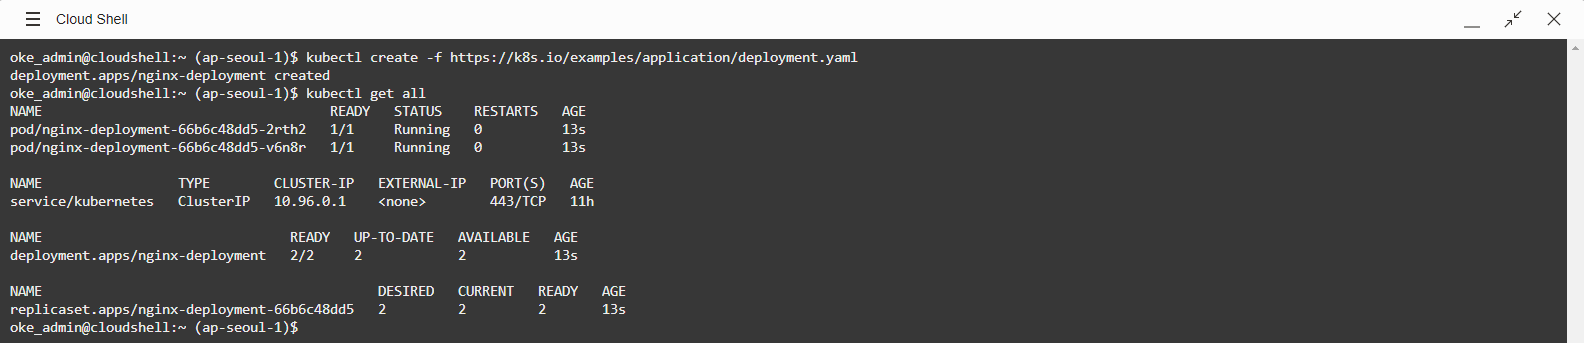 Cloud Shell
oke_admin@cloudshell:~ (ap-seoul-1)$ kubectl create -f https://k8s.io/examples/application/deployment.yaml
deployment.apps/nginx-deployment created
oke_admin@cloudshell:~ (ap-seoul-1)$ kubectl get all
NAME                                    READY   STATUS    RESTARTS   AGE
pod/nginx-deployment-66b6c48dd5-2rth2   1/1     Running   0          13s
pod/nginx-deployment-66b6c48dd5-v6n8r   1/1     Running   0          13s
NAME                 TYPE        CLUSTER-IP   EXTERNAL-IP   PORT(S)   AGE
service/kubernetes   ClusterIP   10.96.0.1    <none>        443/TCP   11h
NAME                               READY   UP-TO-DATE   AVAILABLE   AGE
deployment.apps/nginx-deployment   2/2     2            2           13s
NAME                                          DESIRED   CURRENT   READY   AGE
replicaset.apps/nginx-deployment-66b6c48dd5   2         2         2       13s
oke_admin@cloudshell:~ (ap-seoul-1)$